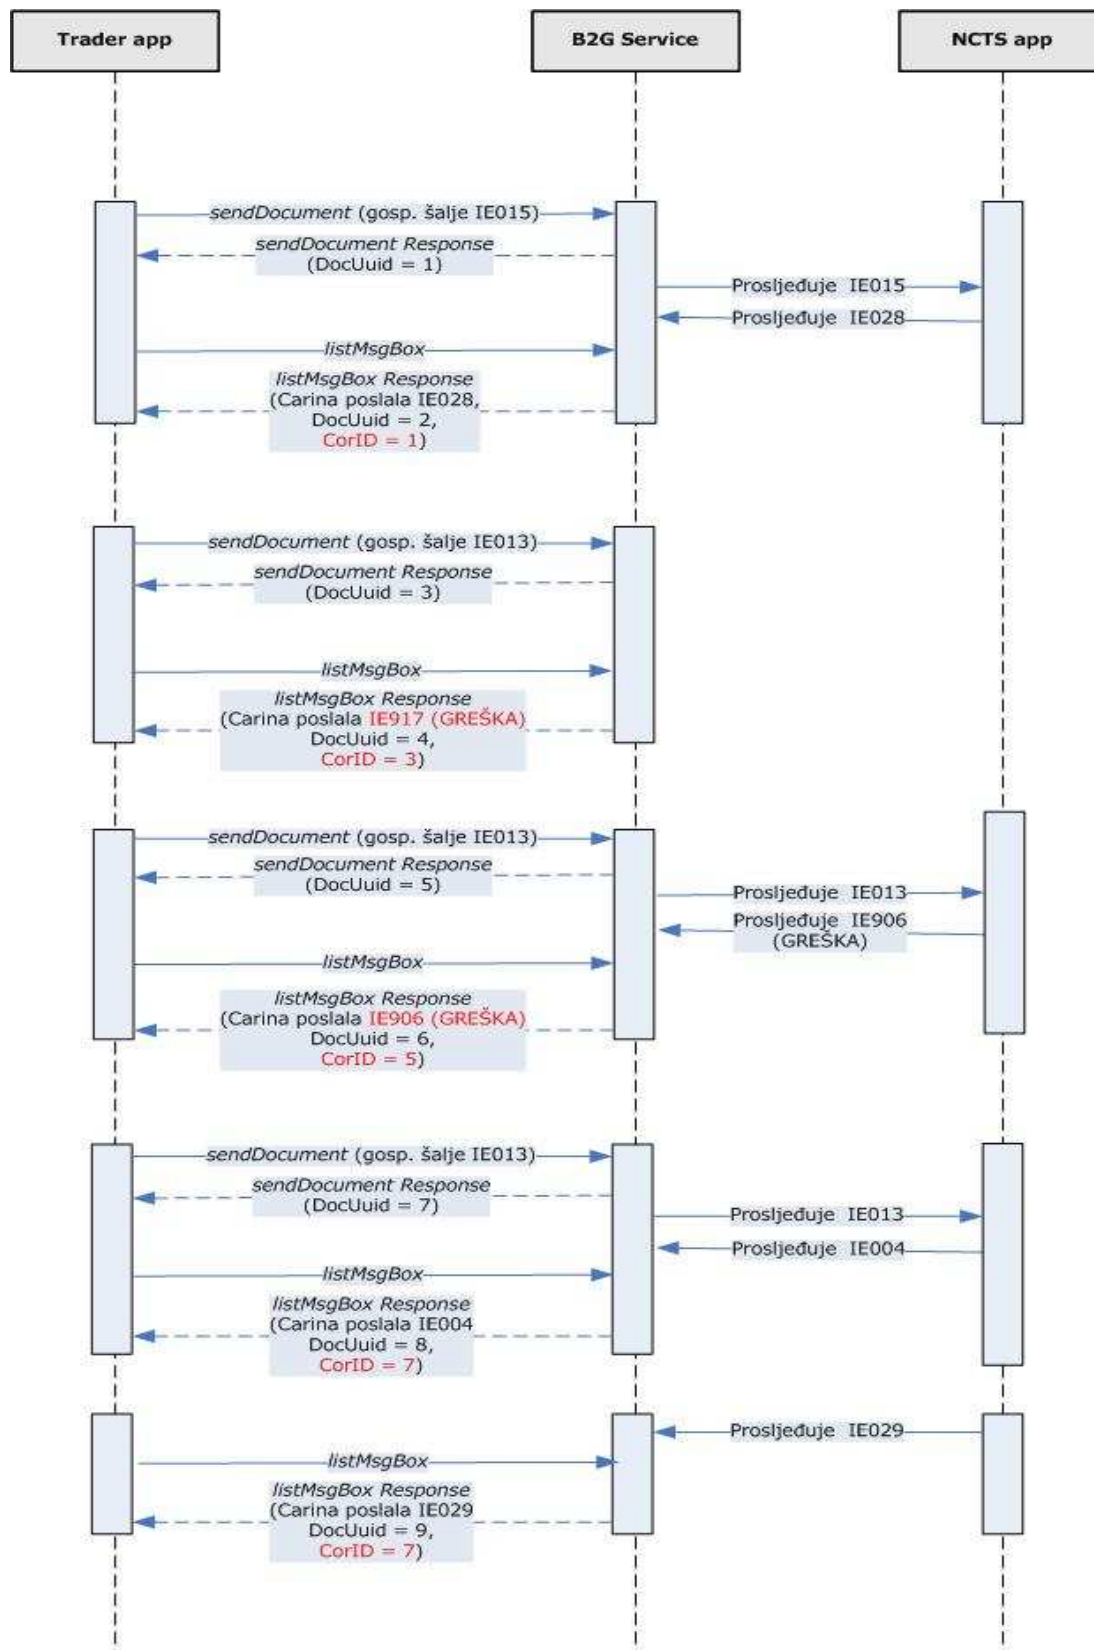 Trader app
B2G Service
NCTS app
sendDocument (gosp. šalje IE015)
sendDocument Response
(DocUuid = 1)
Prosljeđuje IE015
Prosljeđuje IE028
listMsgBox
listMsgBox Response
(Carina poslala IE028,
DocUuid = 2,
CorID = 1)
sendDocument (gosp. šalje IE013)
sendDocument Response
(DocUuid = 3)
listMsgBox
listMsgBox Response
(Carina poslala IE917 (GREŠKA)
DocUuid = 4,
CorID = 3)
sendDocument (gosp. šalje IE013)
sendDocument Response
(DocUuid = 5)
Prosljeđuje IE013
Prosljeđuje IE906
(GREŠKA)
listMsgBox
listMsgBox Response
(Carina poslala IE906 (GREŠKA)
DocUuid = 6,
CorID = 5)
sendDocument (gosp. šalje IE013)
sendDocument Response
(DocUuid = 7)
Prosljeđuje IE013
Prosljeđuje IE004
listMsgBox
listMsgBox Response
(Carina poslala IE004
DocUuid = 8,
CorID = 7)
Prosljeđuje IE029
listMsgBox
listMsgBox Response
(Carina poslala IE029
DocUuid = 9,
CorID = 7)